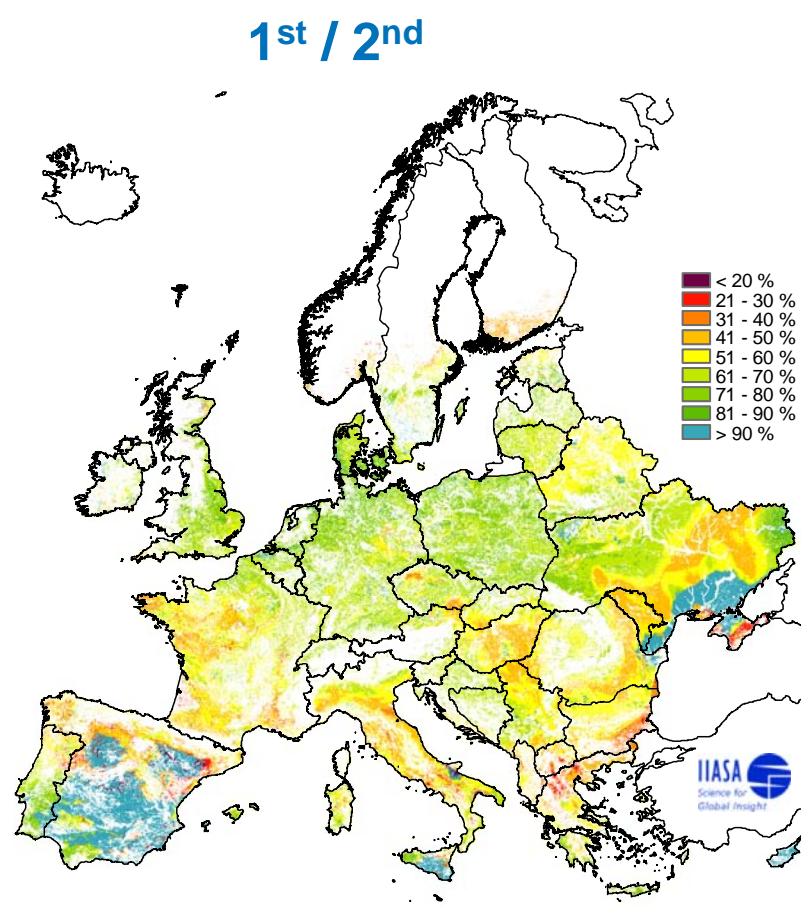 1st / 2nd
< 20 %
21 - 30 %
31 - 40 %
41 - 50 %
51 - 60 %
61 - 70 %
71 - 80 %
81 - 90 %
> 90 %
IIASA
Science for
Global Insight